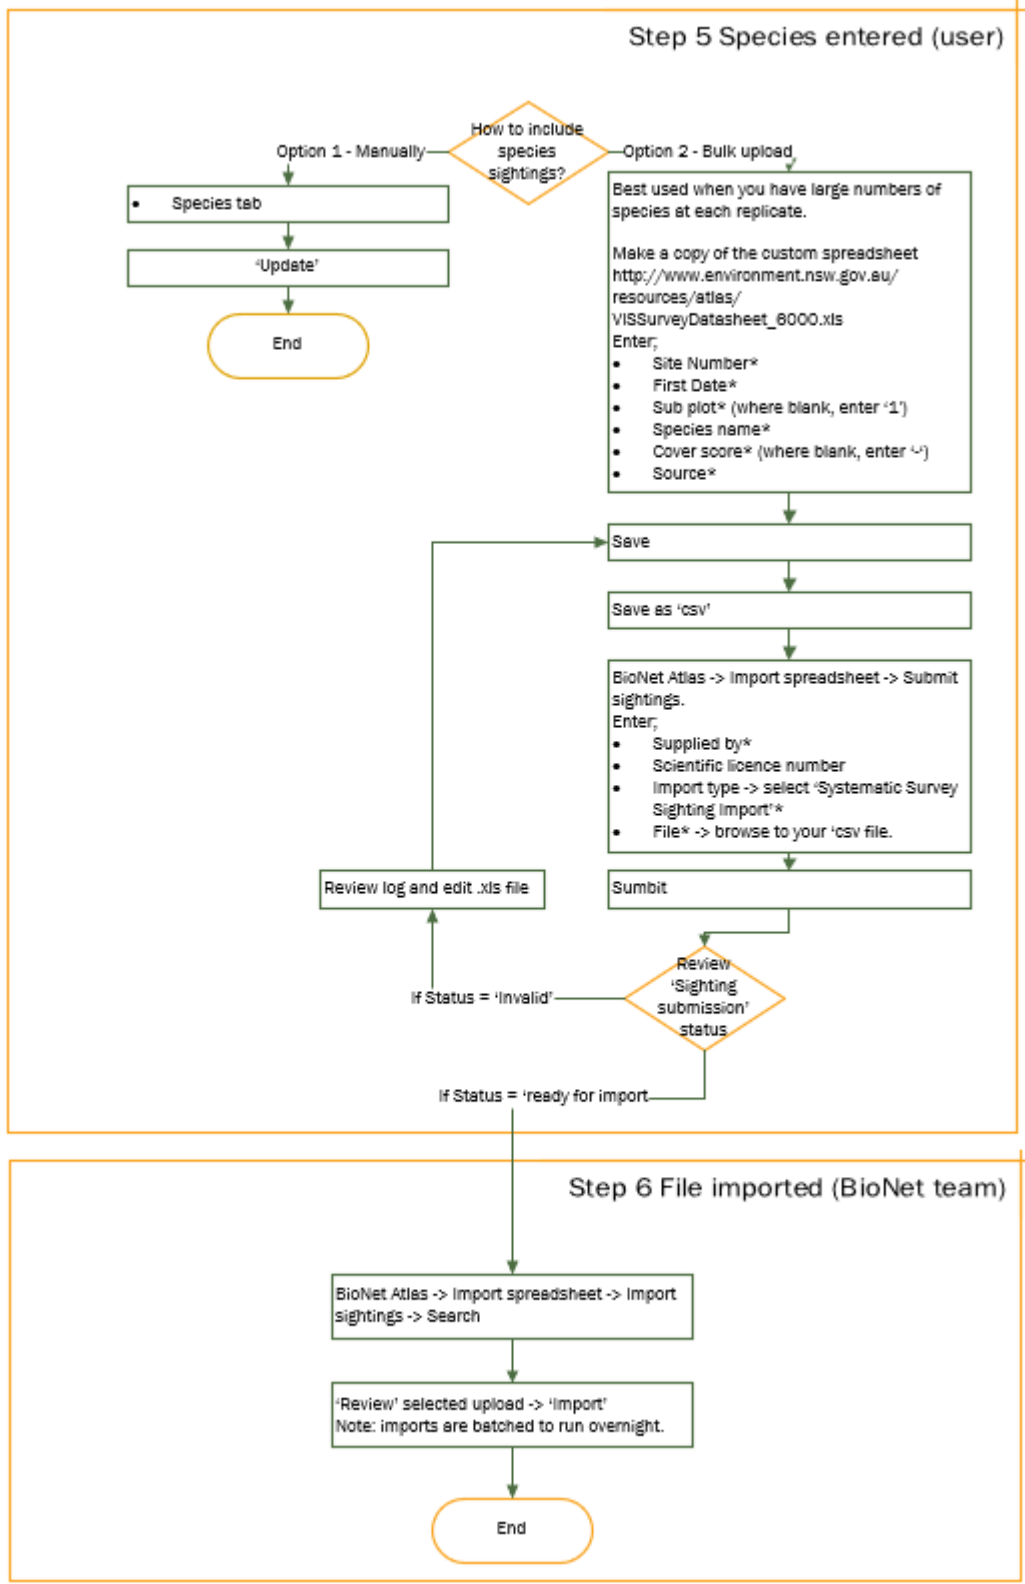 Step 5 Species entered (user)
How to include
species
sightings?
Option 1 - Manually
Option 2 - Bulk upload
• Species tab
‘Update’
End
Best used when you have large numbers of
species at each replicate.
Make a copy of the custom spreadsheet
http://www.environment.nsw.gov.au/
resources/atlas/
VISSurveyDatasheet_6000.xls
Enter;
• Site Number*
• First Date*
• Sub plot* (where blank, enter ‘1’)
• Species name*
• Cover score* (where blank, enter ‘-‘)
• Source*
Save
Save as ‘csv’
BioNet Atlas -> Import spreadsheet -> Submit
sightings.
Enter;
• Supplied by*
• Scientific licence number
• Import type -> select ‘Systematic Survey
Sighting Import’*
• File* -> browse to your ‘csv file.
Review log and edit .xls file
Sumbit
Review
‘Sighting
submission’
status
If Status = ‘Invalid’
If Status = ‘ready for import
Step 6 File imported (BioNet team)
BioNet Atlas -> Import spreadsheet -> Import
sightings -> Search
‘Review’ selected upload -> ‘Import’
Note: imports are batched to run overnight.
End